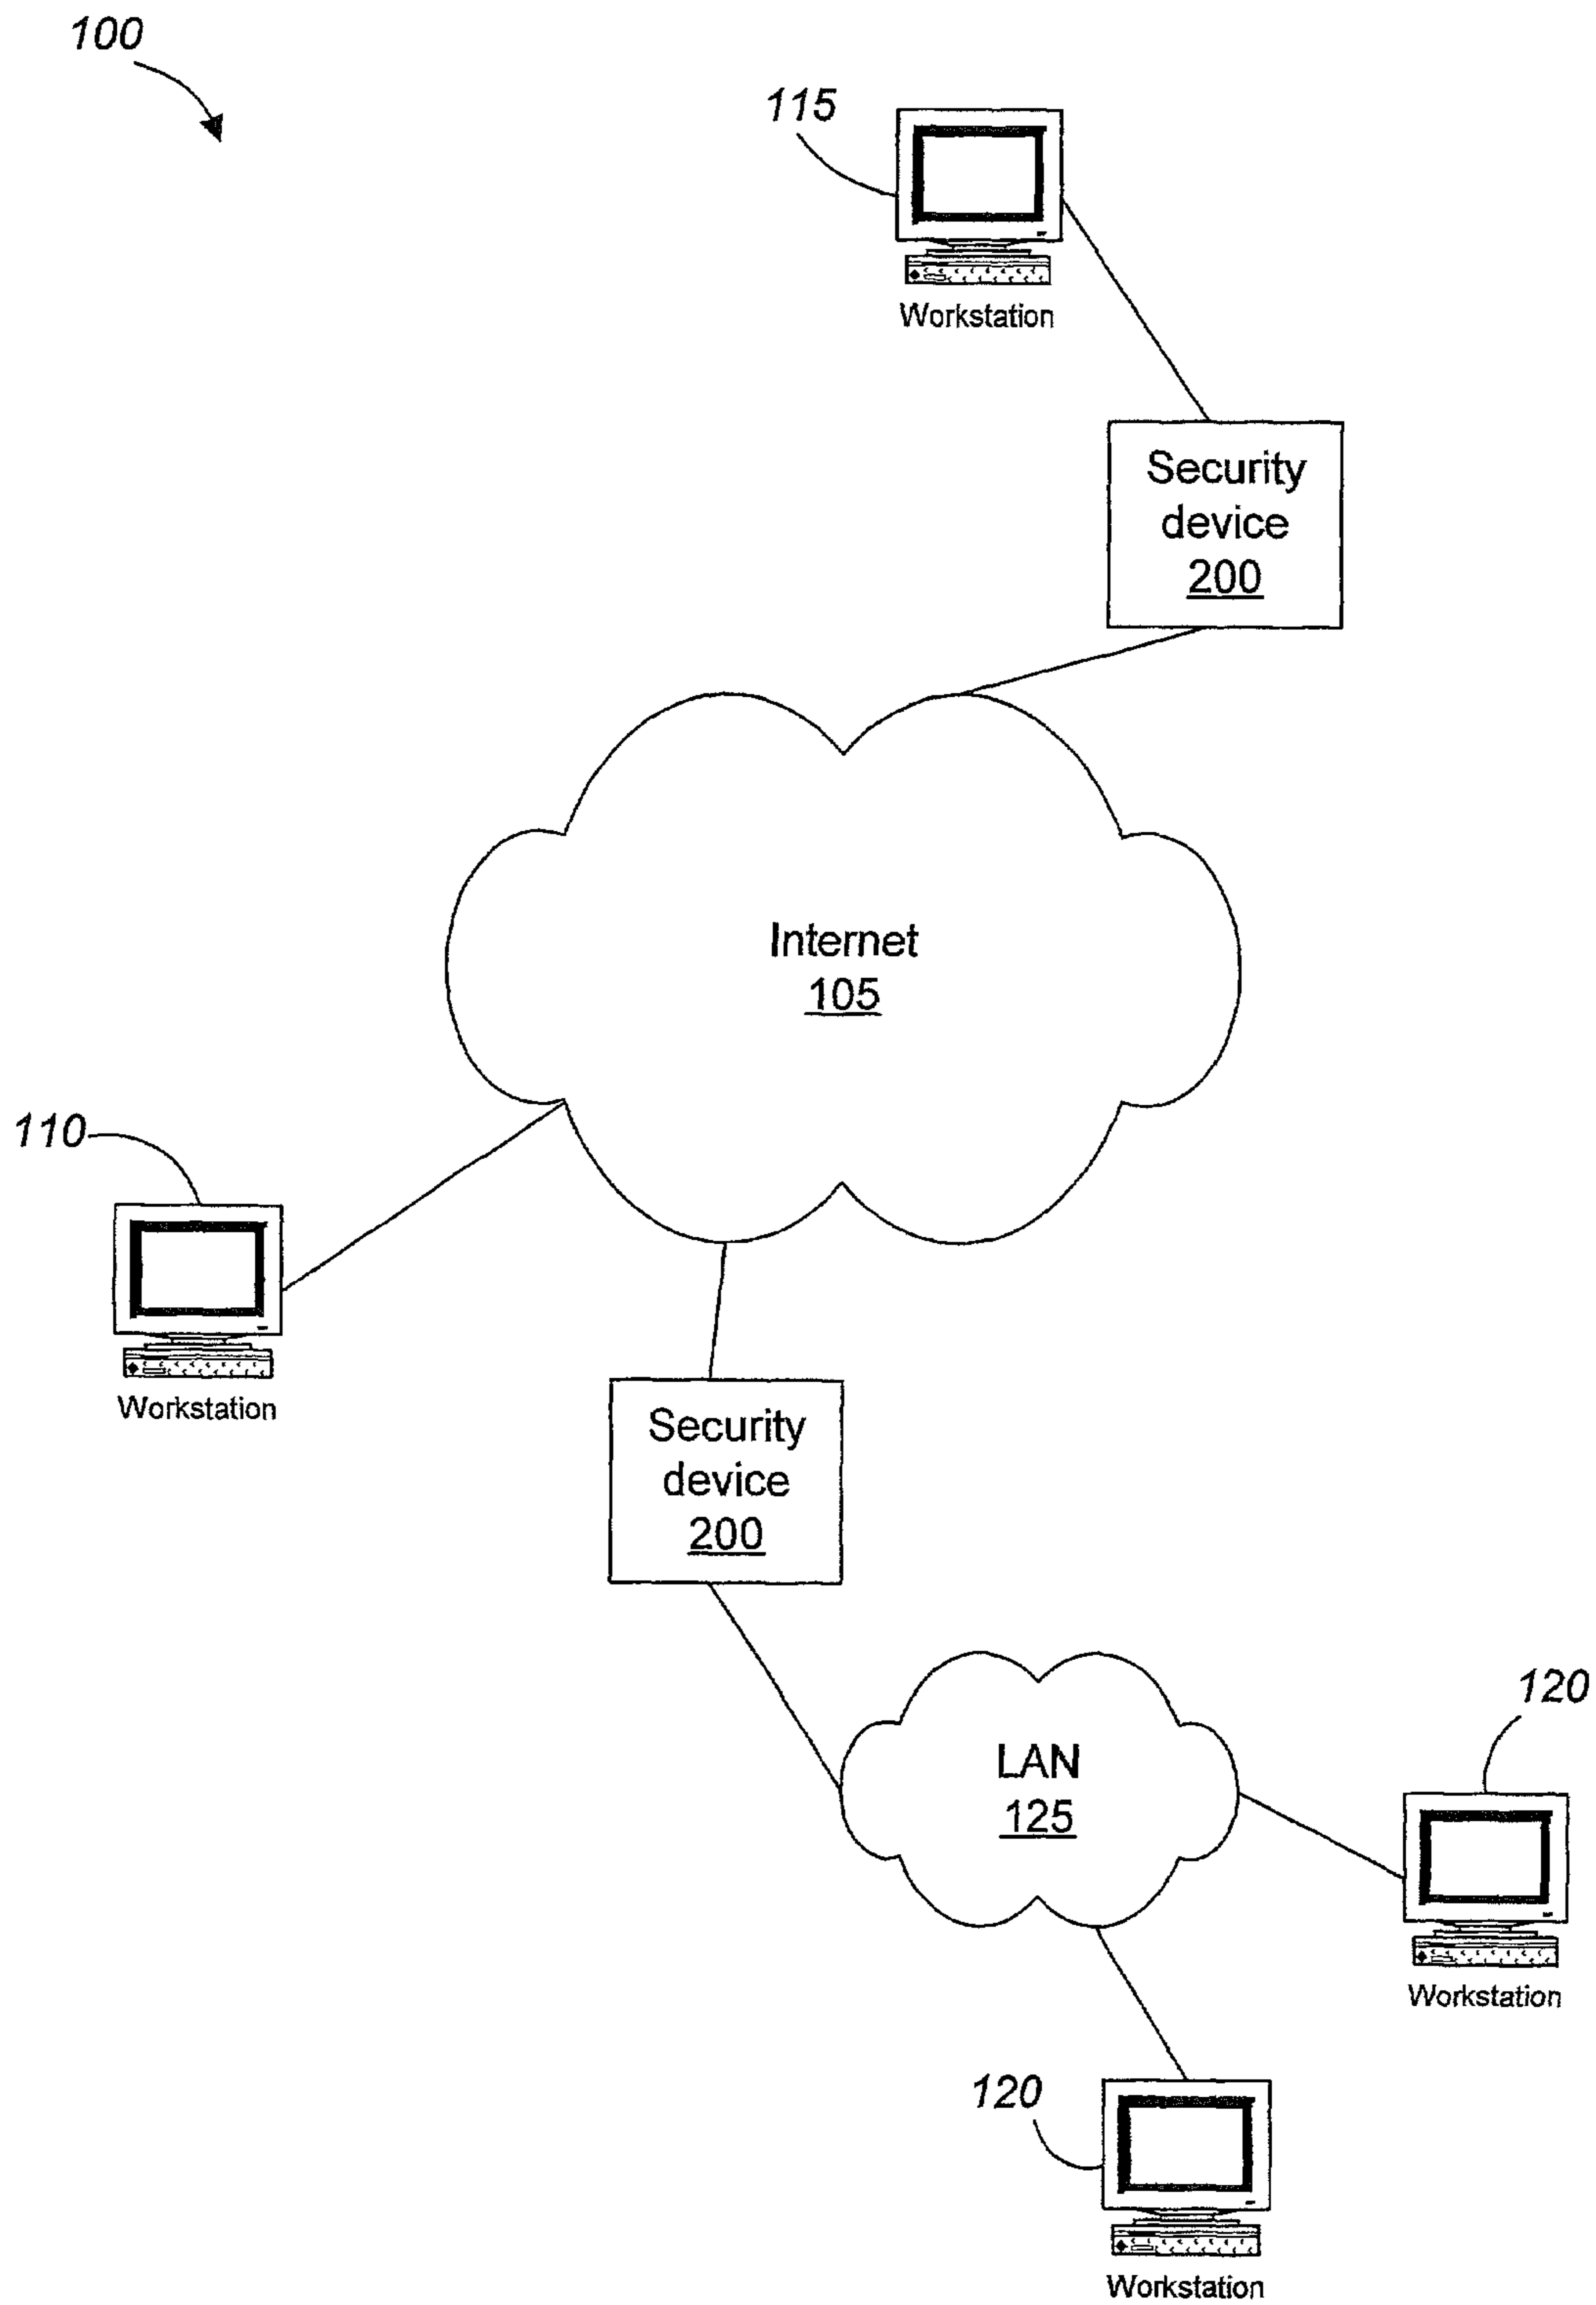 100
115
Workstation
Security
device
200
Internet
105
110
Workstation
Security
device
200
LAN
125
120
Workstation
120
Workstation